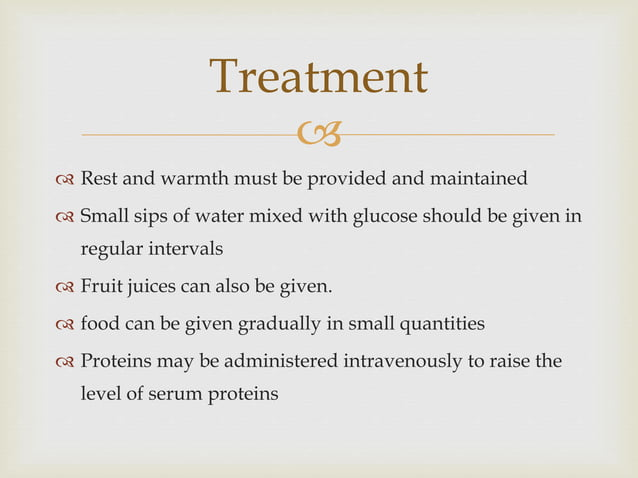 Treatment
Rest and warmth must be provided and maintained
Small sips of water mixed with glucose should be given in
regular intervals
Fruit juices can also be given.
food can be given gradually in small quantities
Proteins may be administered intravenously to raise the
level of serum proteins